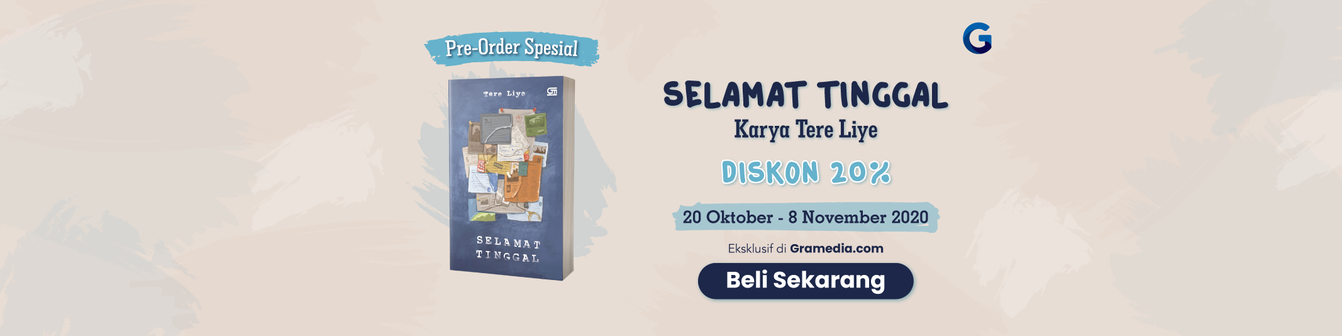 Pre-Order Spesial
Tere Liye
SELAMAT
TINGGAL
G
SELAMAT TINGGAL
Karya Tere Liye
DISKON 20%
20 Oktober - 8 November 2020
Eksklusif di Gramedia.com
Beli Sekarang